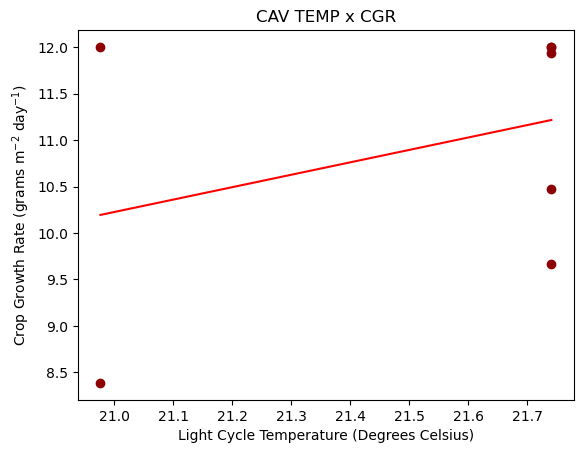 CAV TEMP x CGR
Crop Growth Rate (grams m⁻² day⁻¹)
12.0
11.5
11.0
10.5
10.0
9.5
9.0
8.5
21.0 21.1 21.2 21.3 21.4 21.5 21.6 21.7
Light Cycle Temperature (Degrees Celsius)